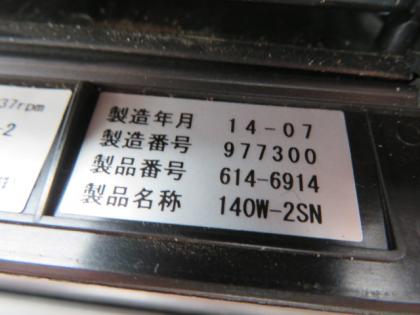 37rpm
-2
製造年月 14-07
製造番号 977300
製品番号 614-6914
製品名称 140W-2SN